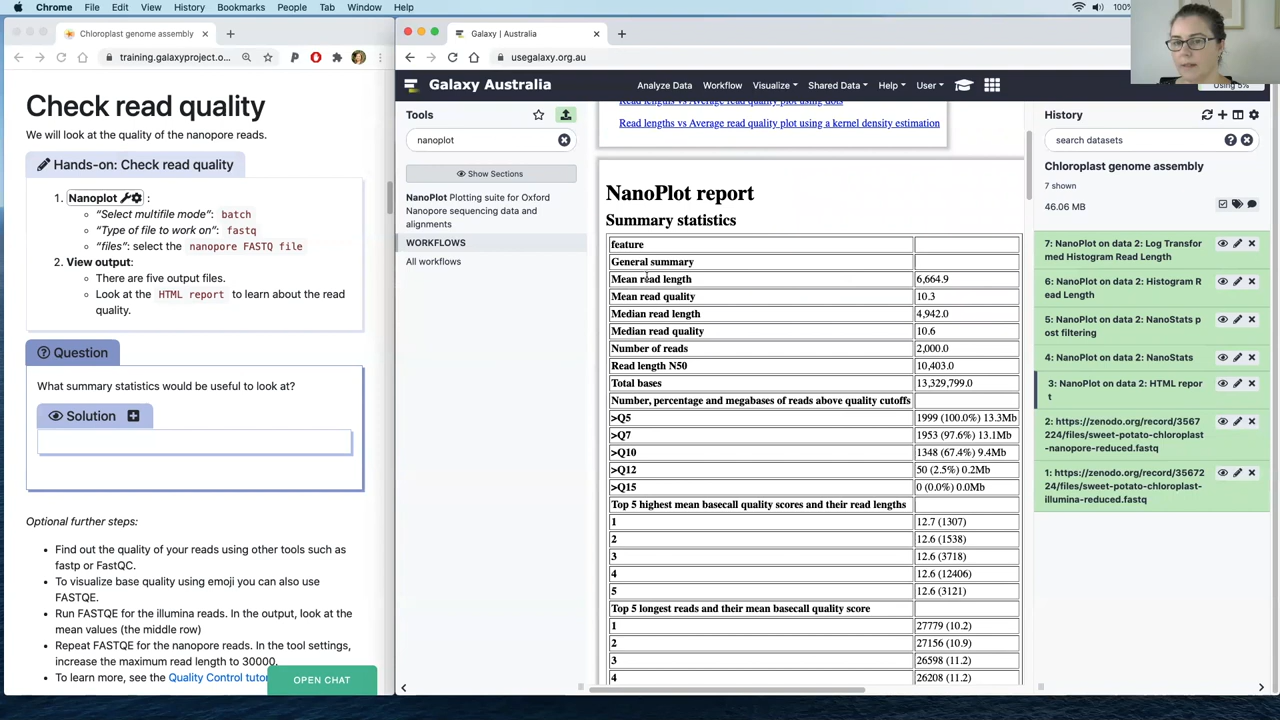 Chrome File Edit View History Bookmarks People Tab Window Help
100%
Chloroplast genome assembly
training.galaxyproject.o...
Check read quality
We will look at the quality of the nanopore reads.
Hands-on: Check read quality
1. Nanoplot :
"Select multifile mode": batch
"Type of file to work on": fastq
"files": select the nanopore FASTQ file
2. View output:
There are five output files.
Look at the HTML report to learn about the read
quality.
Question
What summary statistics would be useful to look at?
Solution
Optional further steps:
Find out the quality of your reads using other tools such as
fastp or FastQC.
To visualize base quality using emoji you can also use
FASTQE.
Run FASTQE for the illumina reads. In the output, look at the
mean values (the middle row)
Repeat FASTQE for the nanopore reads. In the tool settings,
increase the maximum read length to 30000.
To learn more, see the Quality Control tuto
OPEN CHAT
Galaxy | Australia
usegalaxy.org.au
Galaxy Australia
Analyze Data Workflow Visualize Shared Data Help User
Using 5%
Tools
nanoplot
Show Sections
NanoPlot Plotting suite for Oxford
Nanopore sequencing data and
alignments
WORKFLOWS
All workflows
Read lengths vs Average read quality plot using dots
Read lengths vs Average read quality plot using a kernel density estimation
NanoPlot report
Summary statistics
feature
General summary
Mean read length 6,664.9
Mean read quality 10.3
Median read length 4,942.0
Median read quality 10.6
Number of reads 2,000.0
Read length N50 10,403.0
Total bases 13,329,799.0
Number, percentage and megabases of reads above quality cutoffs
>Q5 1999 (100.0%) 13.3Mb
>Q7 1953 (97.6%) 13.1Mb
>Q10 1348 (67.4%) 9.4Mb
>Q12 50 (2.5%) 0.2Mb
>Q15 0 (0.0%) 0.0Mb
Top 5 highest mean basecall quality scores and their read lengths
1 12.7 (1307)
2 12.6 (1538)
3 12.6 (3718)
4 12.6 (12406)
5 12.6 (3121)
Top 5 longest reads and their mean basecall quality score
1 27779 (10.2)
2 27156 (10.9)
3 26598 (11.2)
4 26208 (11.2)
History
search datasets
Chloroplast genome assembly
7 shown
46.06 MB
7: NanoPlot on data 2: Log Transfor
med Histogram Read Length
6: NanoPlot on data 2: Histogram R
ead Length
5: NanoPlot on data 2: NanoStats p
ost filtering
4: NanoPlot on data 2: NanoStats
3: NanoPlot on data 2: HTML repor
t
2: https://zenodo.org/record/3567
224/files/sweet-potato-chloroplast
-nanopore-reduced.fastq
1: https://zenodo.org/record/35672
24/files/sweet-potato-chloroplast-
illumina-reduced.fastq